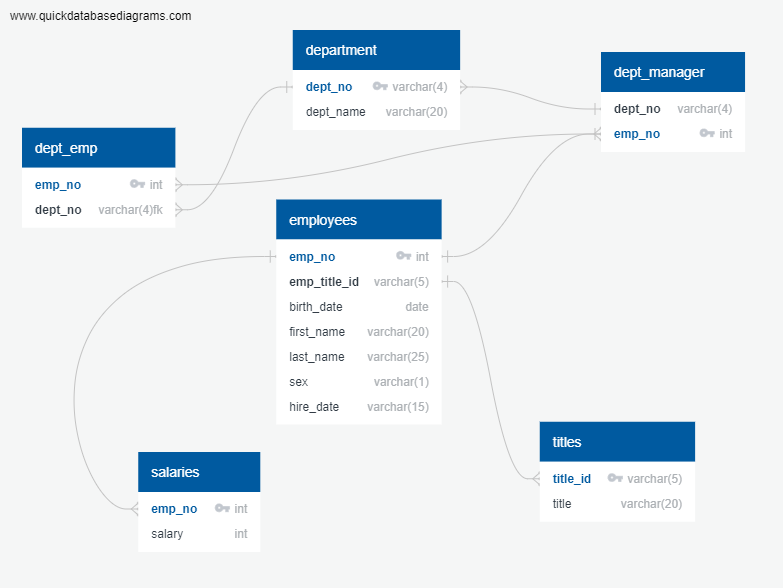 www.quickdatabasediagrams.com
department
dept_no varchar(4)
dept_name varchar(20)
dept_manager
dept_no varchar(4)
emp_no int
dept_emp
emp_no int
dept_no varchar(4)fk
employees
emp_no int
emp_title_id varchar(5)
birth_date date
first_name varchar(20)
last_name varchar(25)
sex varchar(1)
hire_date varchar(15)
salaries
emp_no int
salary int
titles
title_id varchar(5)
title varchar(20)